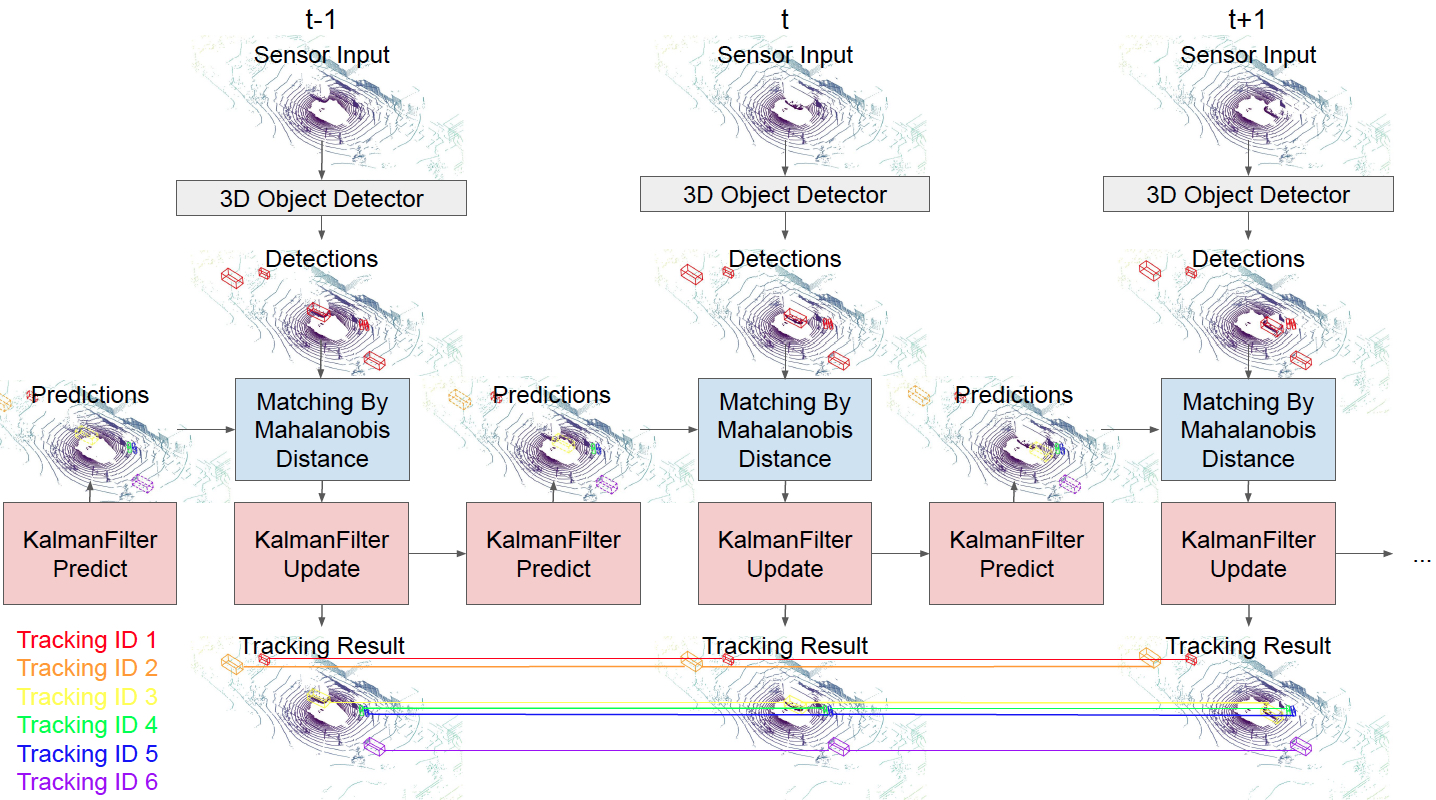 t-1
t
t+1
Sensor Input
Sensor Input
Sensor Input
3D Object Detector
3D Object Detector
3D Object Detector
Detections
Detections
Detections
Predictions
Matching By
Mahalanobis
Distance
Predictions
Matching By
Mahalanobis
Distance
Predictions
Matching By
Mahalanobis
Distance
KalmanFilter
Predict
KalmanFilter
Update
KalmanFilter
Predict
KalmanFilter
Update
KalmanFilter
Predict
KalmanFilter
Update
...
Tracking ID 1
Tracking ID 2
Tracking ID 3
Tracking ID 4
Tracking ID 5
Tracking ID 6
Tracking Result
Tracking Result
Tracking Result